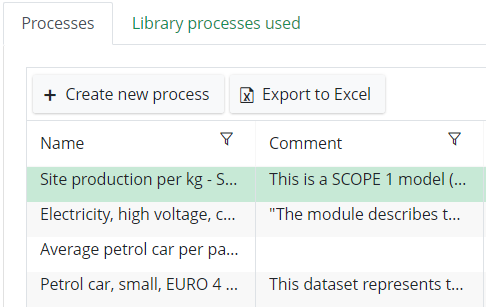 Processes Library processes used
+ Create new process Export to Excel
Name Comment
Site production per kg - S... This is a SCOPE 1 model (...
Electricity, high voltage, c... "The module describes t...
Average petrol car per pa...
Petrol car, small, EURO 4 ... This dataset represents t...